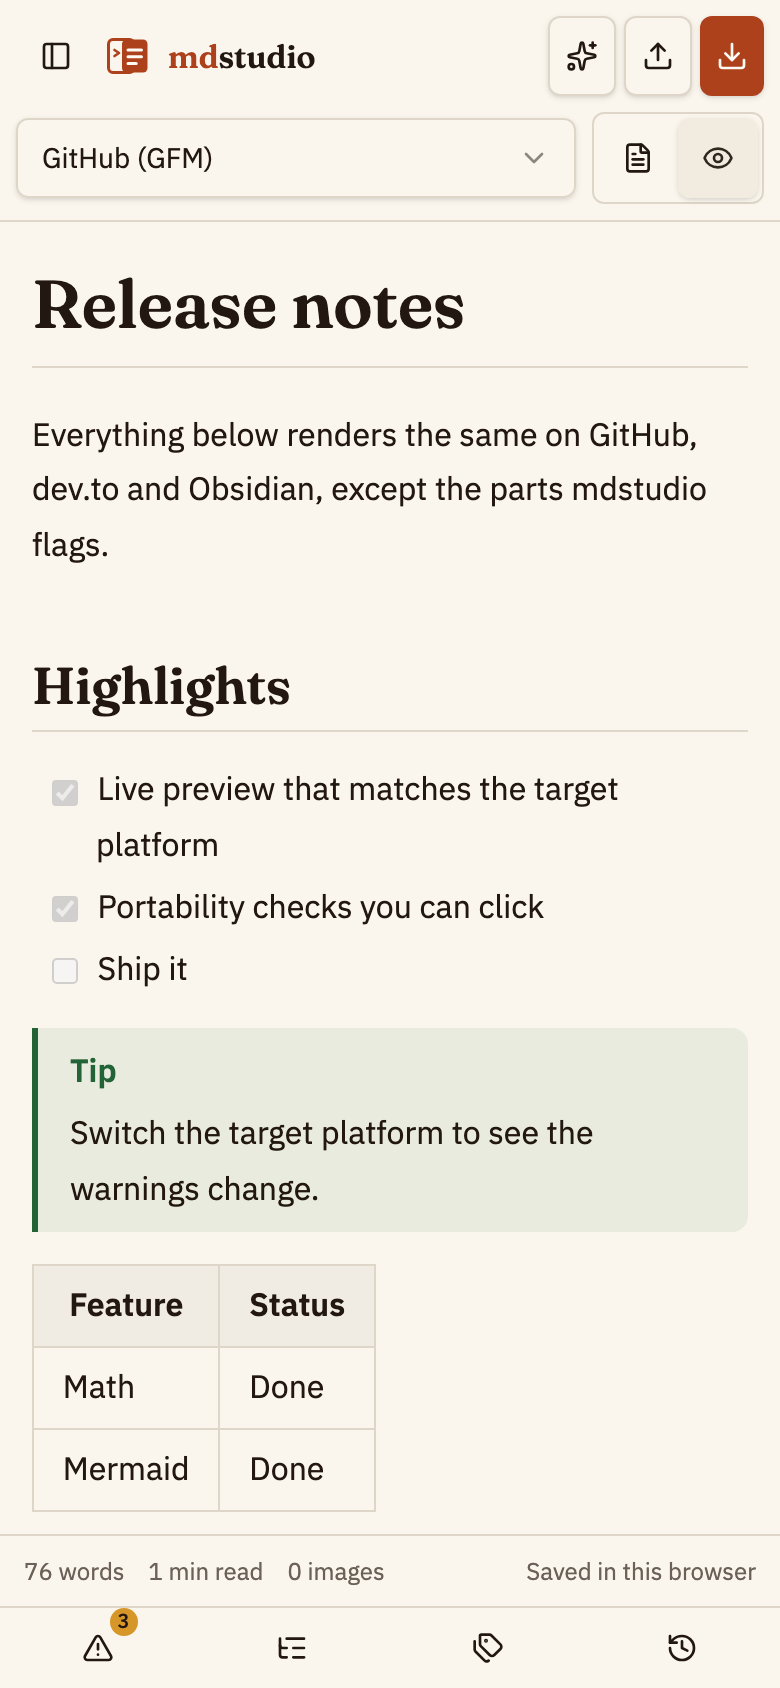 mdstudio
GitHub (GFM)
Release notes
Everything below renders the same on GitHub,
dev.to and Obsidian, except the parts mdstudio
flags.
Highlights
Live preview that matches the target
platform
Portability checks you can click
Ship it
Tip
Switch the target platform to see the
warnings change.
Feature Status
Math Done
Mermaid Done
76 words 1 min read 0 images Saved in this browser
3